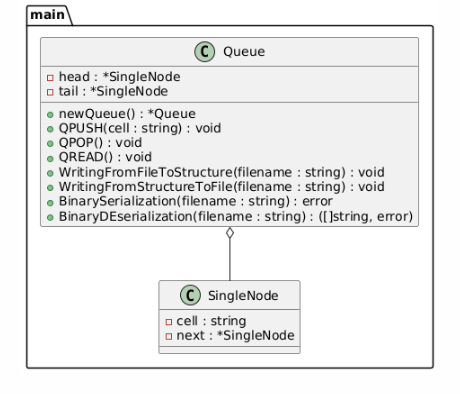 main
C Queue
head : *SingleNode
tail : *SingleNode
newQueue() : *Queue
QPUSH(cell : string) : void
QPOP() : void
QREAD() : void
WritingFromFileToStructure(filename : string) : void
WritingFromStructureToFile(filename : string) : void
BinarySerialization(filename : string) : error
BinaryDEserialization(filename : string) : ([]string, error)
C SingleNode
cell : string
next : *SingleNode